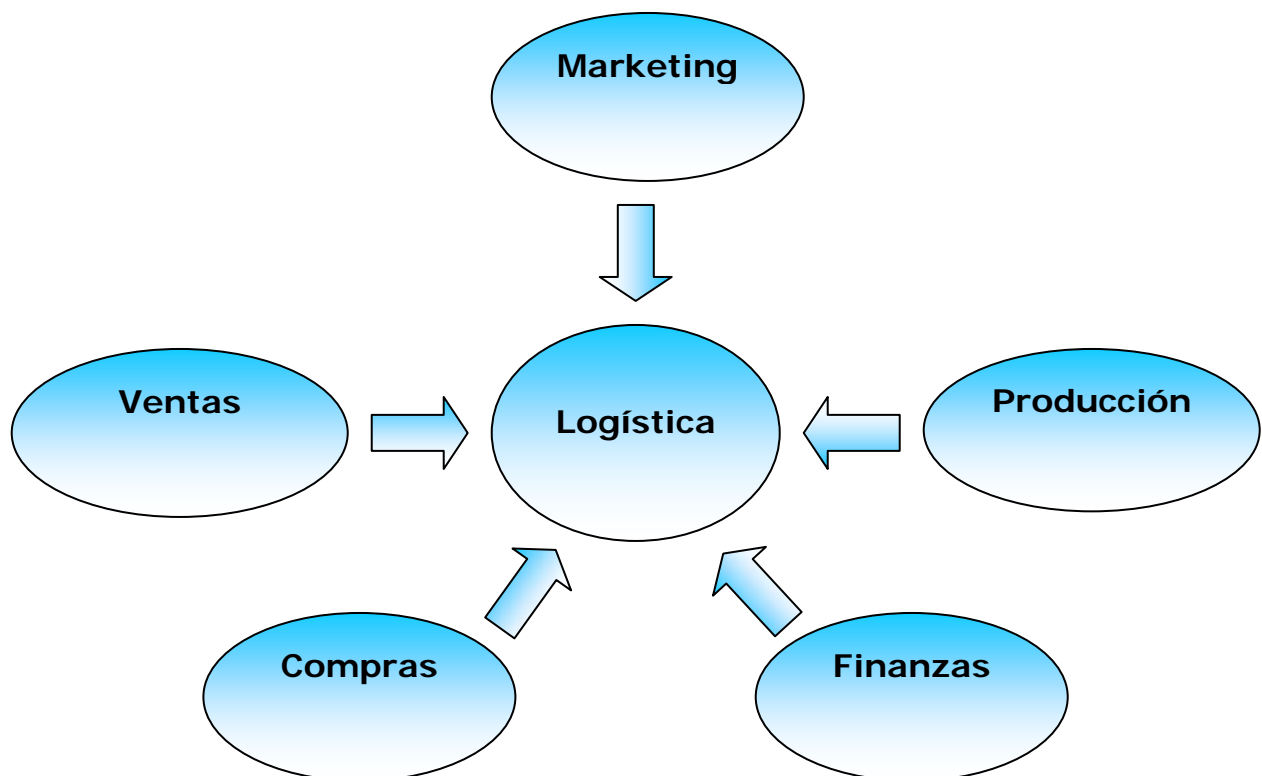 Marketing
Ventas
Logística
Producción
Compras
Finanzas